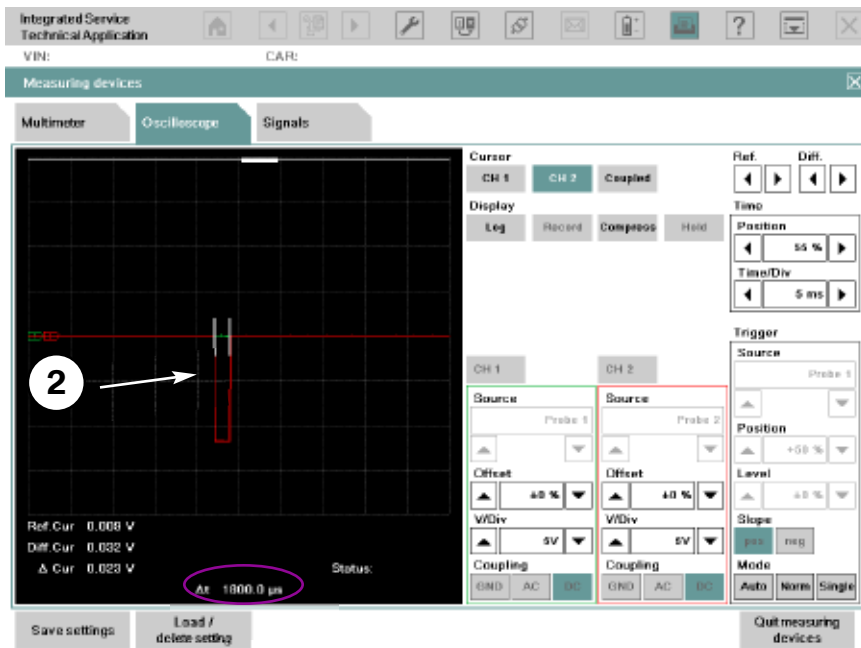 Integrated Service
Technical Application
?
VIN:
CAR:
Measuring devices
Multimeter
Oscilloscope
Signals
Cursor
CH 1
CH 2
Coupled
Ref.
Diff.
Display
Log
Record
Compress
Hold
Time
Position
55 %
Time/Div
5 ms
Trigger
Source
Probe 1
Position
+50 %
Level
±0 %
Slope
pos
neg
Mode
Auto
Norm
Single
CH 1
Source
Probe 1
Offset
±0 %
V/Div
5V
Coupling
GND
AC
DC
CH 2
Source
Probe 2
Offset
±0 %
V/Div
5V
Coupling
GND
AC
DC
2
Ref.Cur 0.008 V
Diff.Cur 0.032 V
Δ Cur 0.023 V
Δt 1800.0 µs
Status:
Save settings
Load /
delete setting
Quit measuring
devices